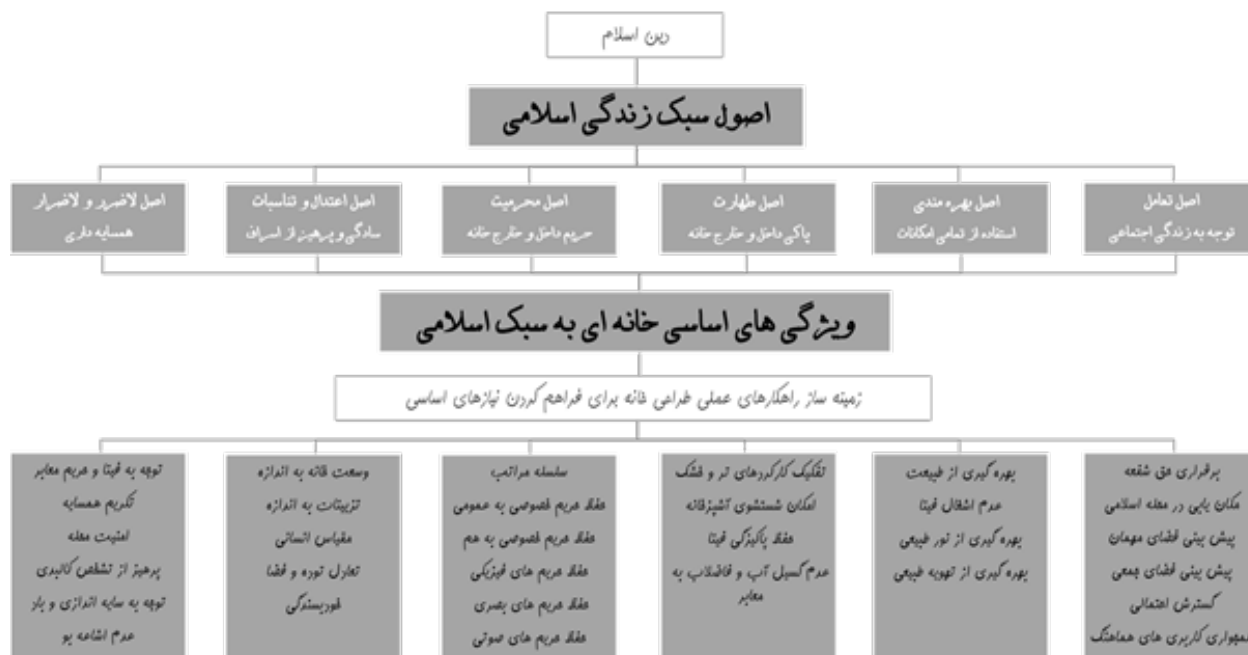 دین اسلام
اصول سبک زندگی اسلامی
اصل تعامل
توجه به زندگی اجتماعی
اصل بهره مندی
استفاده از تمامی امکانات
اصل طهارت
پاکی داخل و خارج خانه
اصل محرمیت
حریم داخل و خارج خانه
اصل اعتدال و تناسبات
سادگی و پرهیز از اسراف
اصل لاضرر و لاضرار
همسایه داری
ویژگی های اساسی خانه ای به سبک اسلامی
زمینه ساز راهکارهای عملی طراحی خانه برای فراهم کردن نیازهای اساسی
برقراری حق شفعه
مکان یابی در محله اسلامی
پیش بینی فضای مهمان
پیش بینی فضای جمعی
گسترش احتمالی
همجواری کاربری های هماهنگ
بهره گیری از طبیعت
عدم اشغال فینا
بهره گیری از نور طبیعی
بهره گیری از تهویه طبیعی
تفکیک کارکردهای تر و خشک
امکان شستشوی آشپزخانه
حفظ پاکیزگی فینا
عدم گسیل آب و فاضلاب به
معابر
سلسله مراتب
حفظ حریم خصوصی به عمومی
حفظ حریم خصوصی به هم
حفظ حریم های فیزیکی
حفظ حریم های بصری
حفظ حریم های صوتی
وسعت خانه به اندازه
تزیینات به اندازه
مقیاس انسانی
تعادل توده و فضا
خوربسندگی
توجه به فینا و حریم معابر
تکریم همسایه
امنیت محله
پرهیز از تشخص کالبدی
توجه به سایه اندازی و باد
عدم اشاعه بو